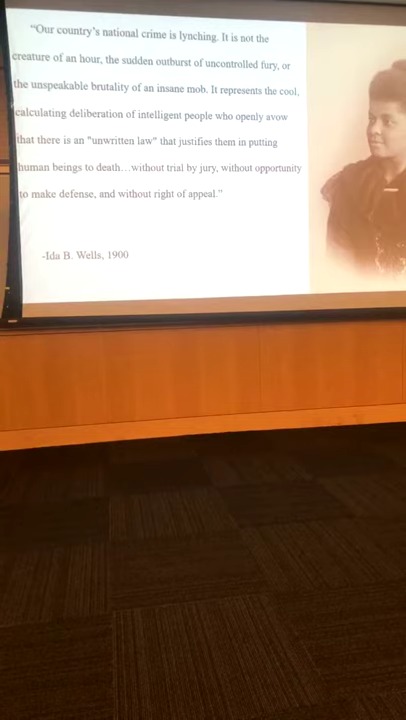 “Our country’s national crime is lynching. It is not the
creature of an hour, the sudden outburst of uncontrolled fury, or
the unspeakable brutality of an insane mob. It represents the cool,
calculating deliberation of intelligent people who openly avow
that there is an "unwritten law" that justifies them in putting
human beings to death…without trial by jury, without opportunity
to make defense, and without right of appeal.”
-Ida B. Wells, 1900